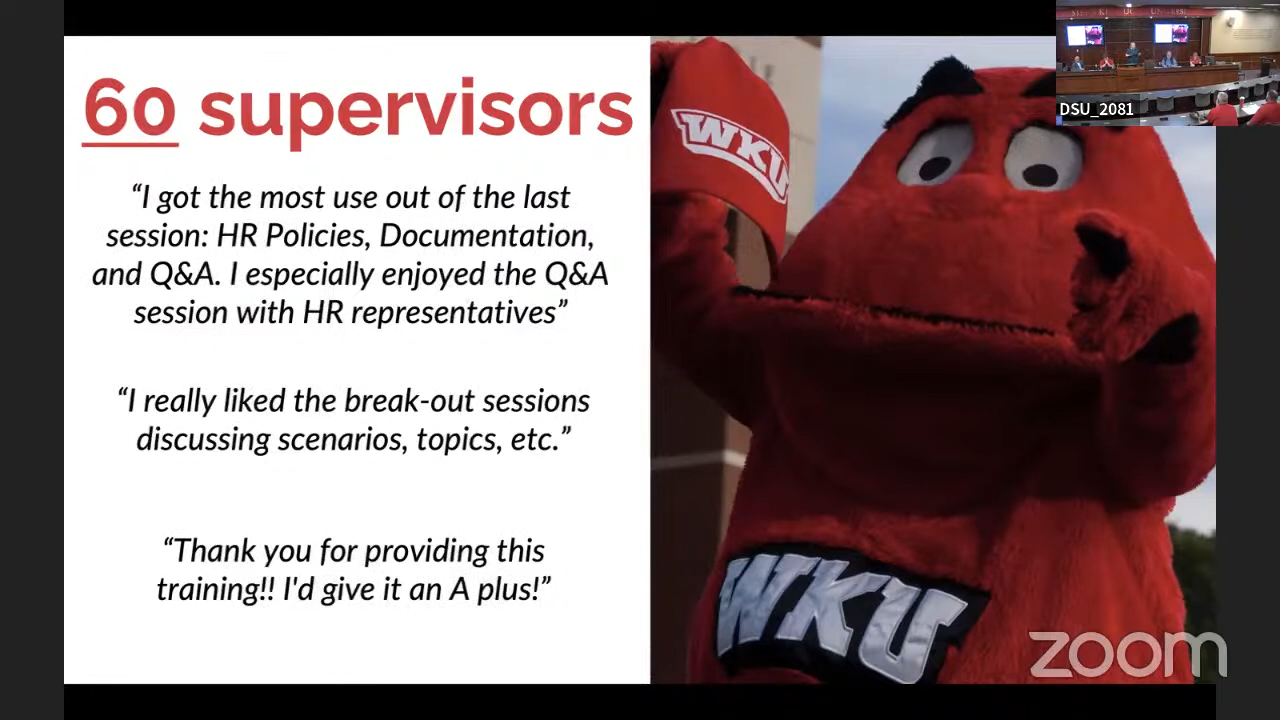 60 supervisors
“I got the most use out of the last
session: HR Policies, Documentation,
and Q&A. I especially enjoyed the Q&A
session with HR representatives”
“I really liked the break-out sessions
discussing scenarios, topics, etc.”
“Thank you for providing this
training!! I'd give it an A plus!”
WKU
WKU
DSU_2081
zoom